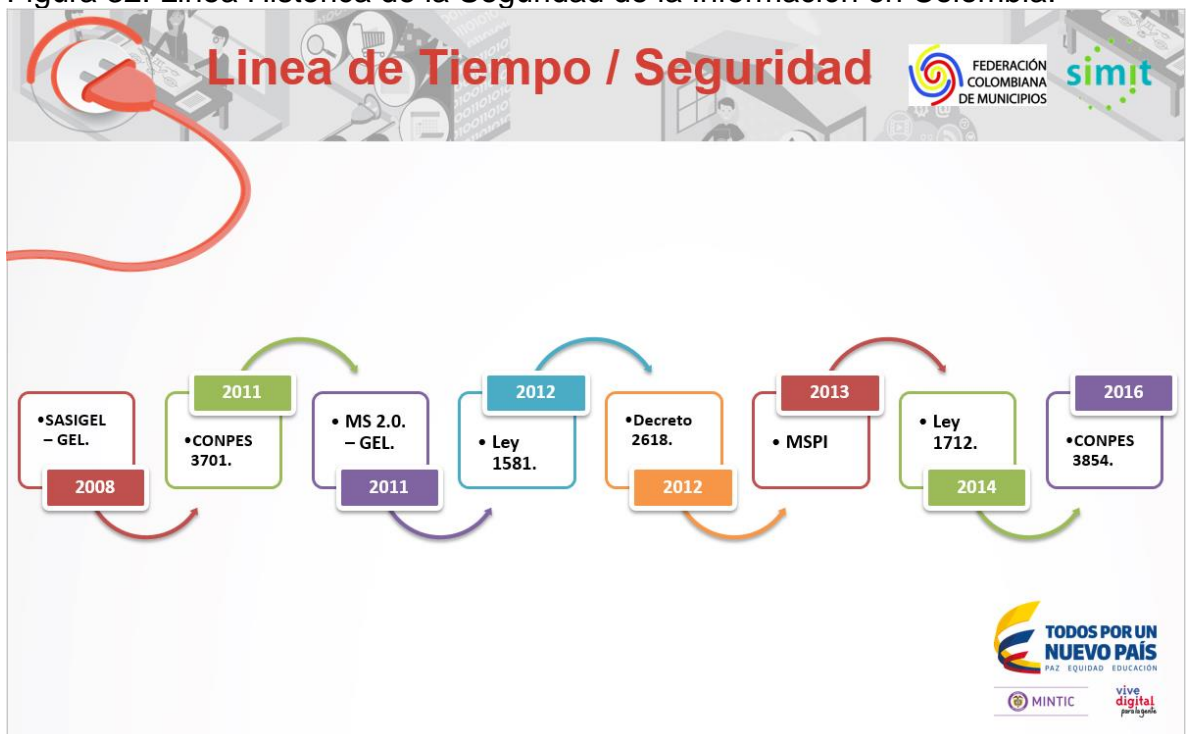 Figura 32. Línea Histórica de la Seguridad de la Información en Colombia.
Linea de Tiempo / Seguridad
FEDERACIÓN
COLOMBIANA
DE MUNICIPIOS
simit
•SASIGEL
– GEL.
2008
2011
•CONPES
3701.
• MS 2.0.
– GEL.
2011
2012
• Ley
1581.
•Decreto
2618.
2012
2013
• MSPI
• Ley
1712.
2014
2016
•CONPES
3854.
TODOS POR UN
NUEVO PAÍS
PAZ EQUIDAD EDUCACIÓN
MINTIC
vive
digital
para la gente